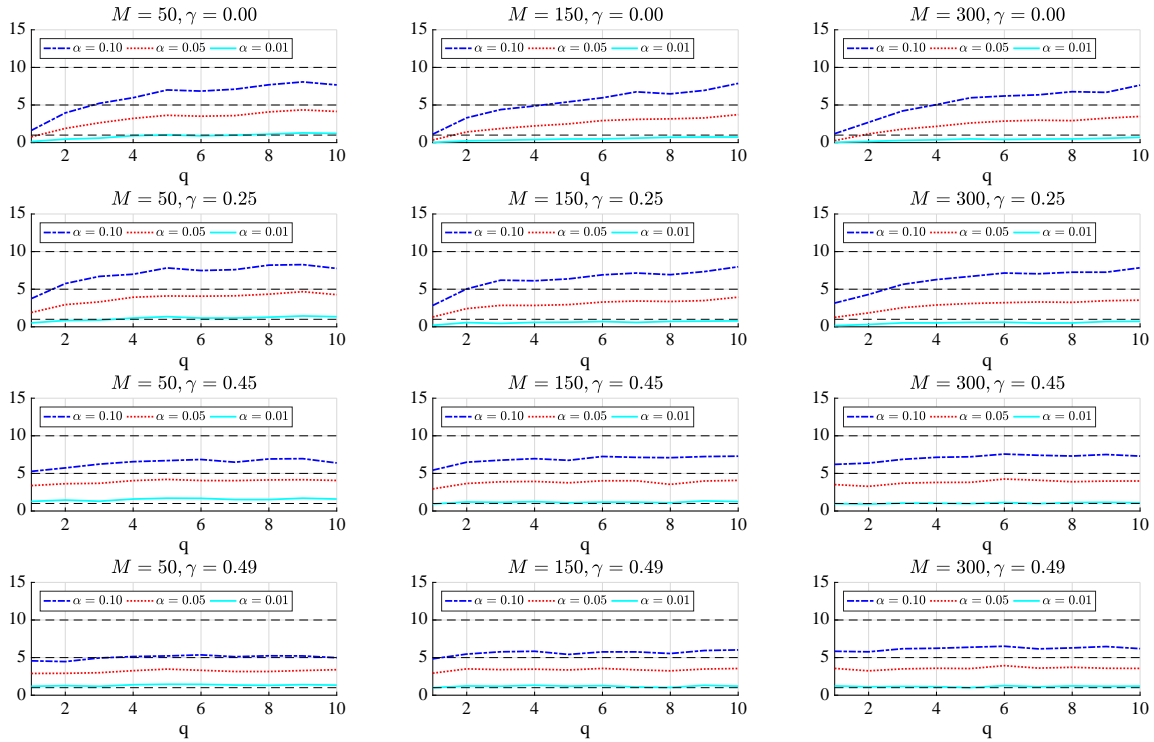 M = 50, γ = 0.00
M = 150, γ = 0.00
M = 300, γ = 0.00
15
10
5
0
α = 0.10 α = 0.05 α = 0.01
2 4 6 8 10
q
15
10
5
0
α = 0.10 α = 0.05 α = 0.01
2 4 6 8 10
q
15
10
5
0
α = 0.10 α = 0.05 α = 0.01
2 4 6 8 10
q
M = 50, γ = 0.25
M = 150, γ = 0.25
M = 300, γ = 0.25
15
10
5
0
α = 0.10 α = 0.05 α = 0.01
2 4 6 8 10
q
15
10
5
0
α = 0.10 α = 0.05 α = 0.01
2 4 6 8 10
q
15
10
5
0
α = 0.10 α = 0.05 α = 0.01
2 4 6 8 10
q
M = 50, γ = 0.45
M = 150, γ = 0.45
M = 300, γ = 0.45
15
10
5
0
α = 0.10 α = 0.05 α = 0.01
2 4 6 8 10
q
15
10
5
0
α = 0.10 α = 0.05 α = 0.01
2 4 6 8 10
q
15
10
5
0
α = 0.10 α = 0.05 α = 0.01
2 4 6 8 10
q
M = 50, γ = 0.49
M = 150, γ = 0.49
M = 300, γ = 0.49
15
10
5
0
α = 0.10 α = 0.05 α = 0.01
2 4 6 8 10
q
15
10
5
0
α = 0.10 α = 0.05 α = 0.01
2 4 6 8 10
q
15
10
5
0
α = 0.10 α = 0.05 α = 0.01
2 4 6 8 10
q